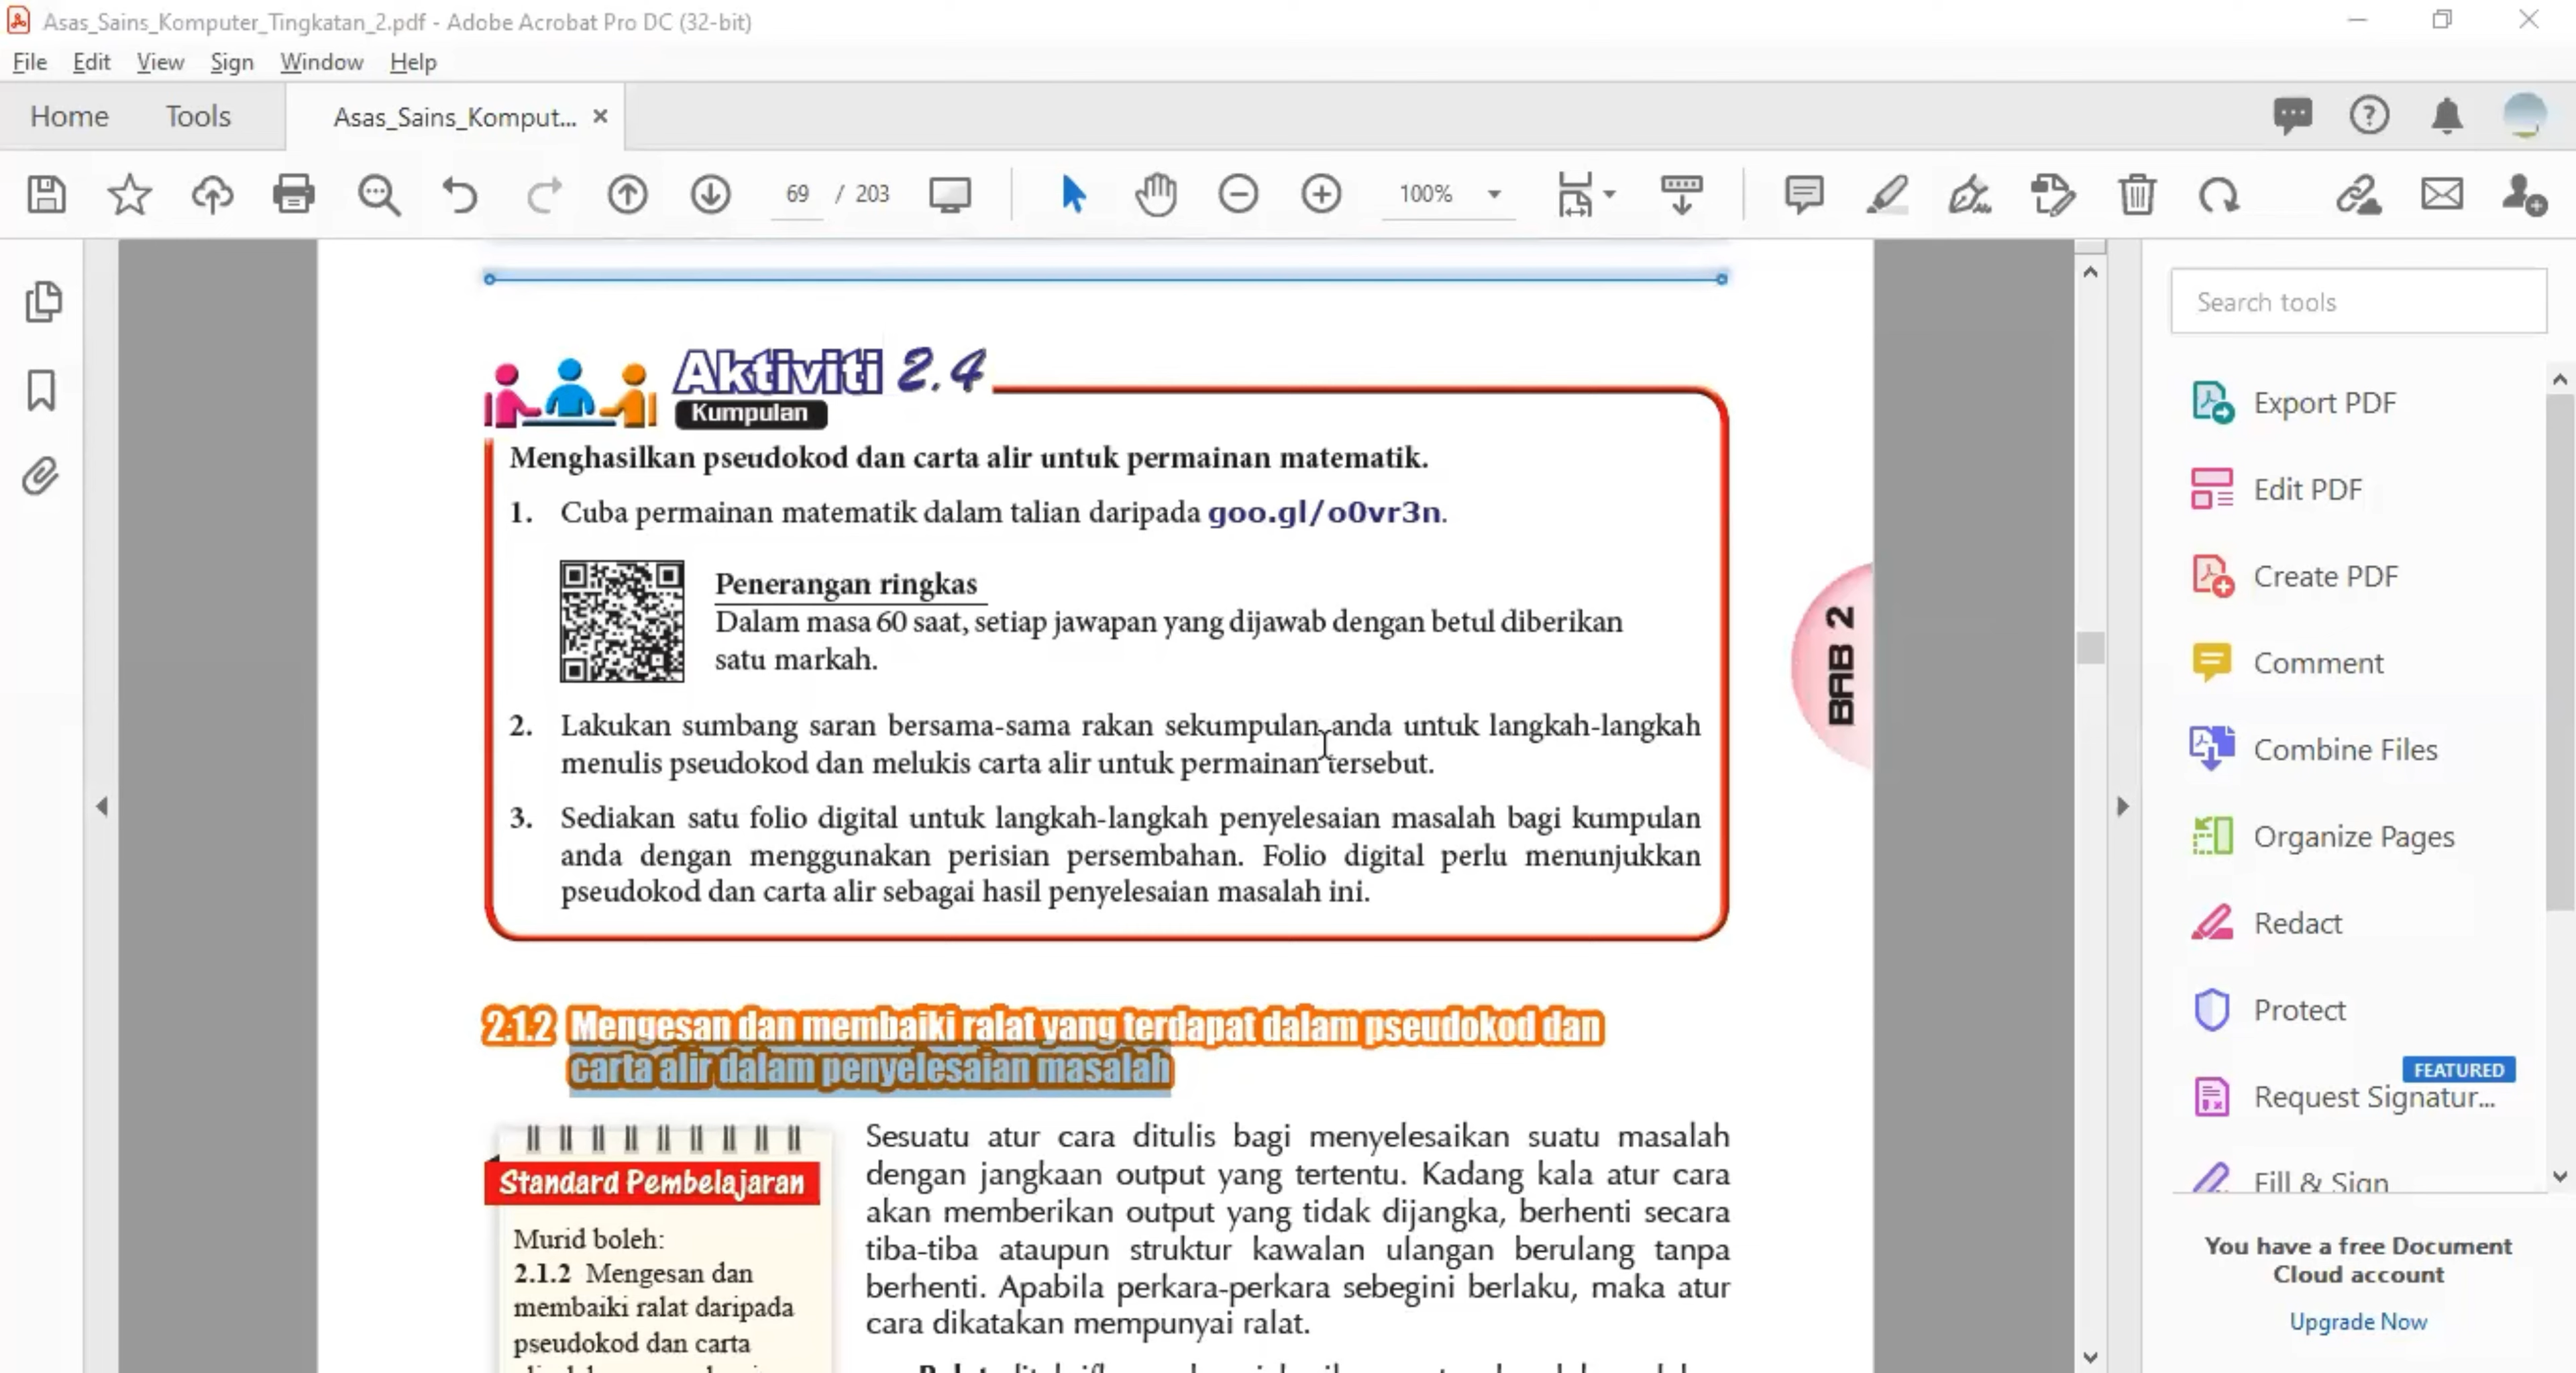 Asas_Sains_Komputer_Tingkatan_2.pdf - Adobe Acrobat Pro DC (32-bit)
File Edit View Sign Window Help
Home Tools Asas_Sains_Komput...
69 / 203 100%
Search tools
Aktiviti 2.4
Kumpulan
Menghasilkan pseudokod dan carta alir untuk permainan matematik.
1. Cuba permainan matematik dalam talian daripada goo.gl/o0vr3n.
Penerangan ringkas
Dalam masa 60 saat, setiap jawapan yang dijawab dengan betul diberikan
satu markah.
2. Lakukan sumbang saran bersama-sama rakan sekumpulan anda untuk langkah-langkah
menulis pseudokod dan melukis carta alir untuk permainan tersebut.
3. Sediakan satu folio digital untuk langkah-langkah penyelesaian masalah bagi kumpulan
anda dengan menggunakan perisian persembahan. Folio digital perlu menunjukkan
pseudokod dan carta alir sebagai hasil penyelesaian masalah ini.
BAB 2
2.1.2 Mengesan dan membaiki ralat yang terdapat dalam pseudokod dan
carta alir dalam penyelesaian masalah
Standard Pembelajaran
Murid boleh:
2.1.2 Mengesan dan
membaiki ralat daripada
pseudokod dan carta
Sesuatu atur cara ditulis bagi menyelesaikan suatu masalah
dengan jangkaan output yang tertentu. Kadang kala atur cara
akan memberikan output yang tidak dijangka, berhenti secara
tiba-tiba ataupun struktur kawalan ulangan berulang tanpa
berhenti. Apabila perkara-perkara sebegini berlaku, maka atur
cara dikatakan mempunyai ralat.
Export PDF
Edit PDF
Create PDF
Comment
Combine Files
Organize Pages
Redact
Protect
FEATURED
Request Signatur...
Fill & Sign
You have a free Document
Cloud account
Upgrade Now